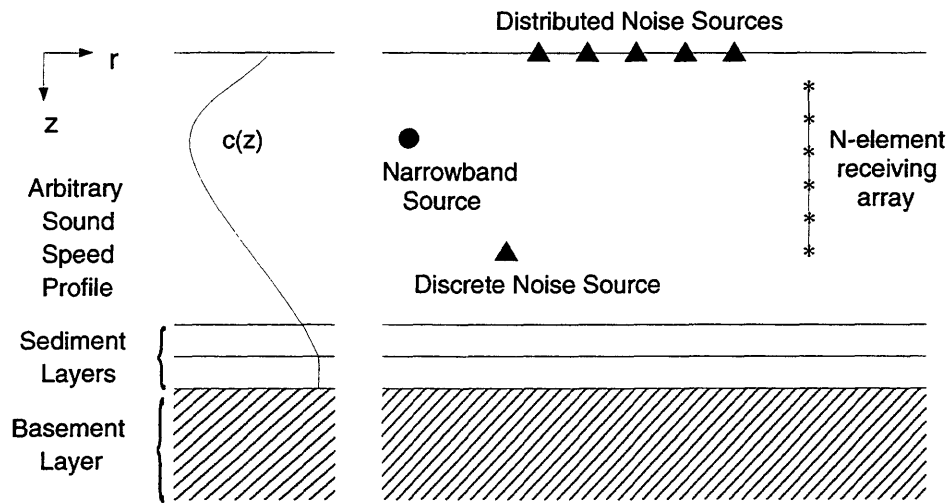 Distributed Noise Sources
r
z
c(z)
Narrowband
Source
N-element
receiving
array
Arbitrary
Sound
Speed
Profile
Discrete Noise Source
Sediment
Layers
Basement
Layer